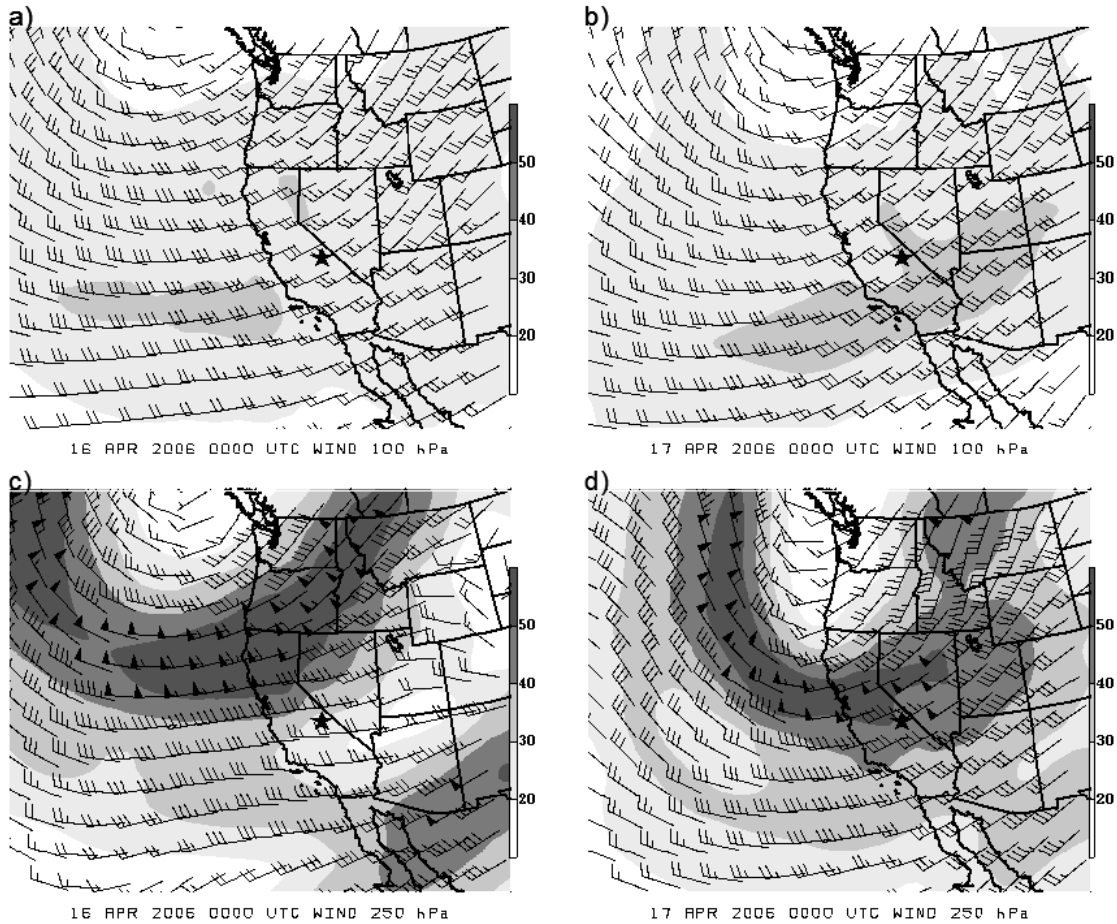 a)
b)
50
40
30
20
50
40
30
20
16 APR 2006 0000 UTC WIND 100 hPa
17 APR 2006 0000 UTC WIND 100 hPa
c)
d)
50
40
30
20
50
40
30
20
16 APR 2006 0000 UTC WIND 250 hPa
17 APR 2006 0000 UTC WIND 250 hPa